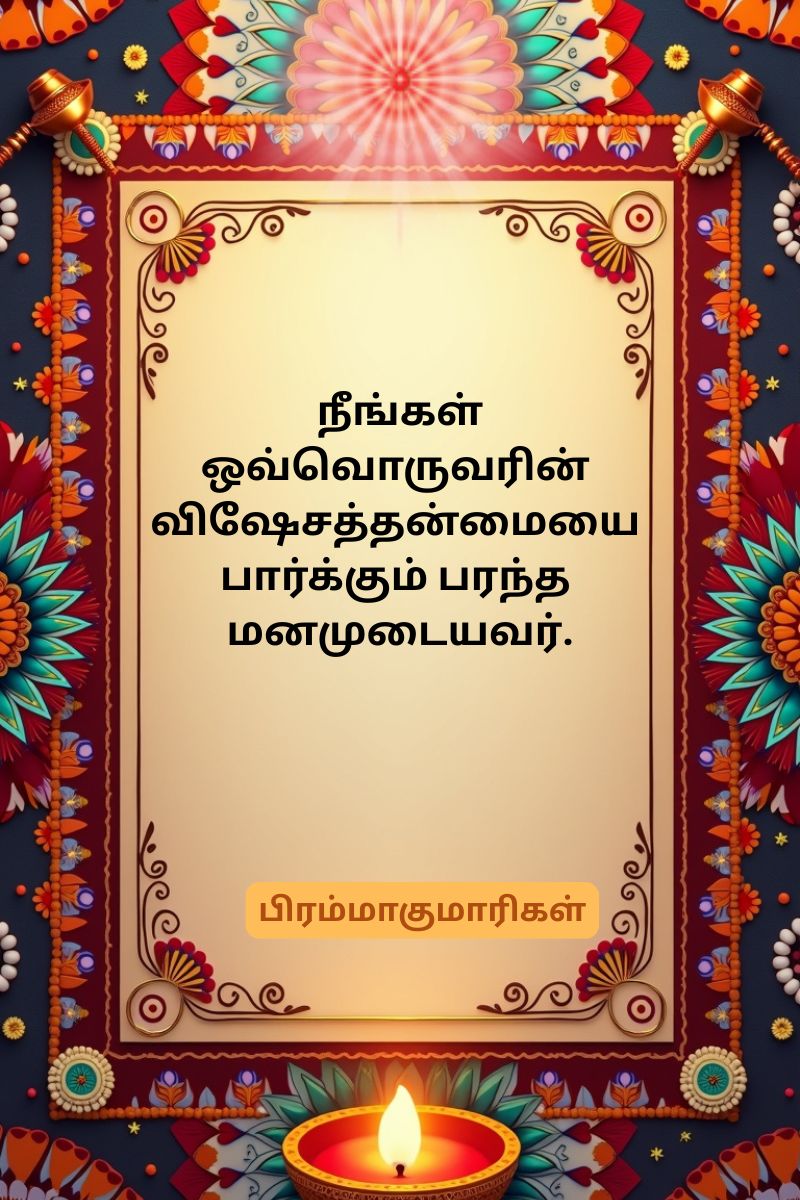 நீங்கள்
ஒவ்வொருவரின்
விஷேசத்தன்மையை
பார்க்கும் பரந்த
மனமுடையவர்.
பிரம்மாகுமாரிகள்